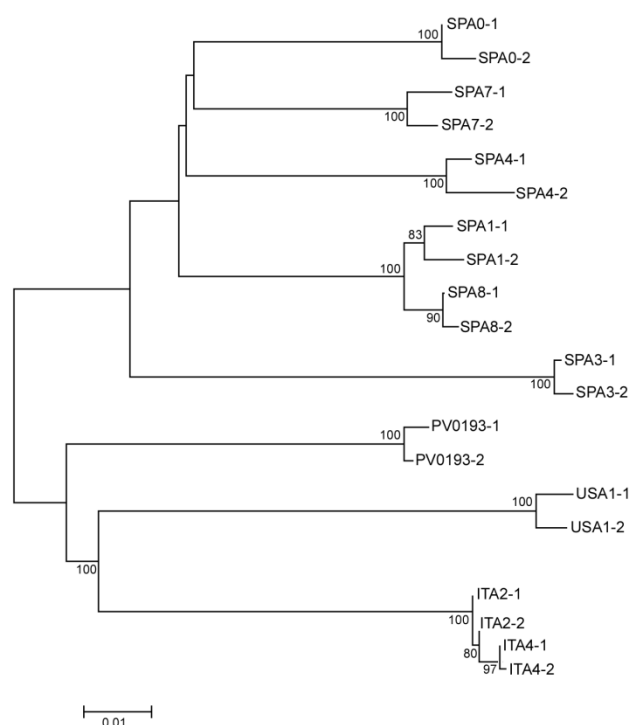 SPA0-1
100
SPA0-2
SPA7-1
100
SPA7-2
SPA4-1
100
SPA4-2
SPA1-1
83
SPA1-2
100
SPA8-1
90
SPA8-2
SPA3-1
100
SPA3-2
PV0193-1
100
PV0193-2
USA1-1
100
USA1-2
100
ITA2-1
100
ITA2-2
ITA4-1
80
97
ITA4-2
0.01